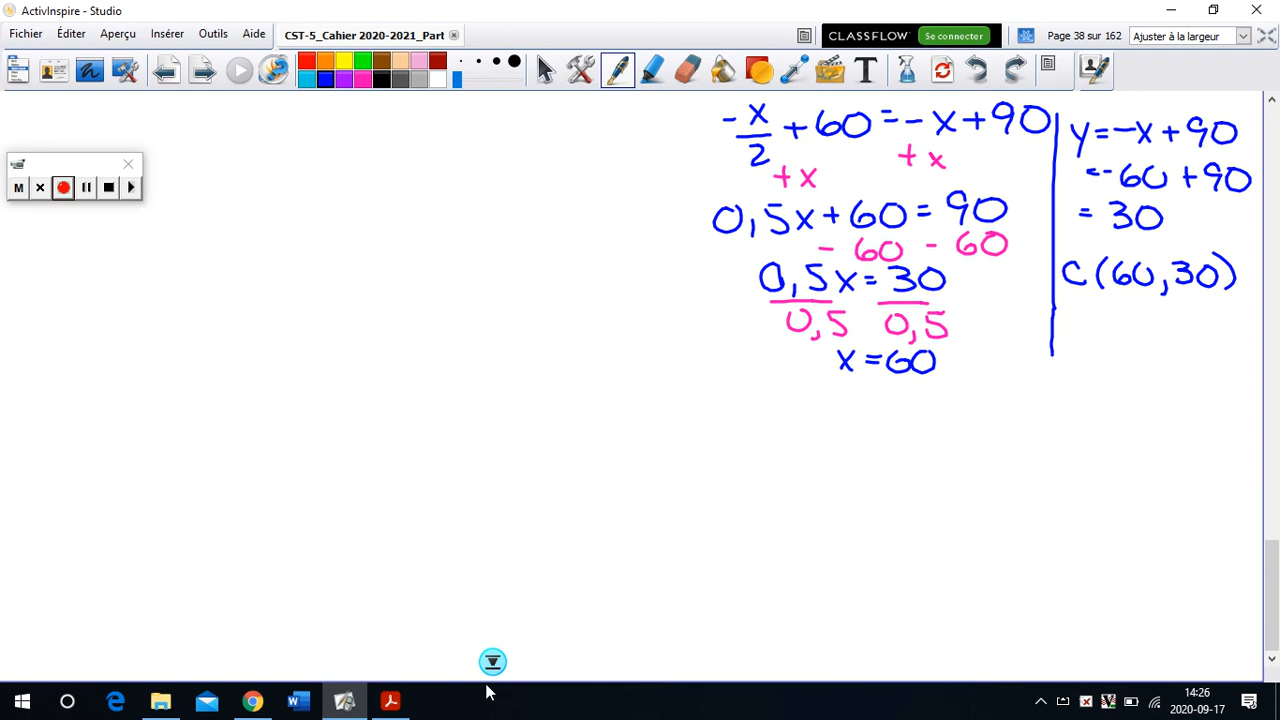 ActivInspire - Studio
Fichier Éditer Aperçu Insérer Outils Aide
CST-5_Cahier 2020-2021_Part
CLASSFLOW Se connecter
Page 38 sur 162 Ajuster à la largeur
M
-x/2 + 60 = -x + 90
+ x + x
0,5x + 60 = 90
- 60 - 60
0,5x = 30
0,5 0,5
x = 60
y = -x + 90
= -60 + 90
= 30
C(60,30)
14:26
2020-09-17